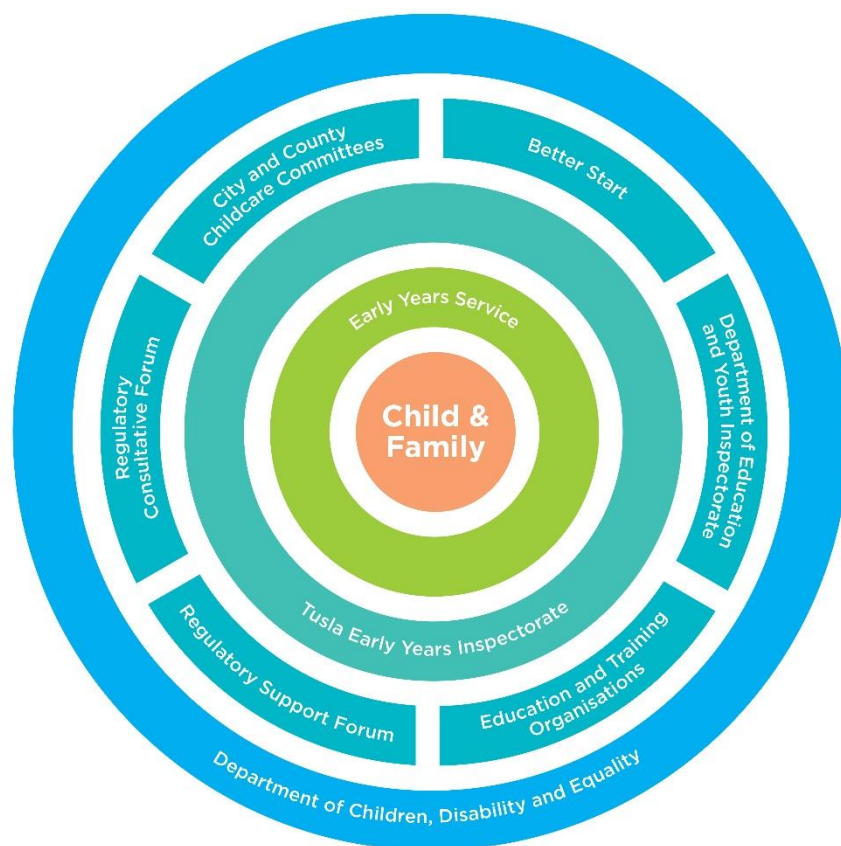 City and County
Childcare Committees
Better Start
Early Years Service
Child &
Family
Regulatory
Consultative Forum
Department of Education
and Youth Inspectorate
Tusla Early Years Inspectorate
Regulatory Support Forum
Education and Training
Organisations
Department of Children, Disability and Equality